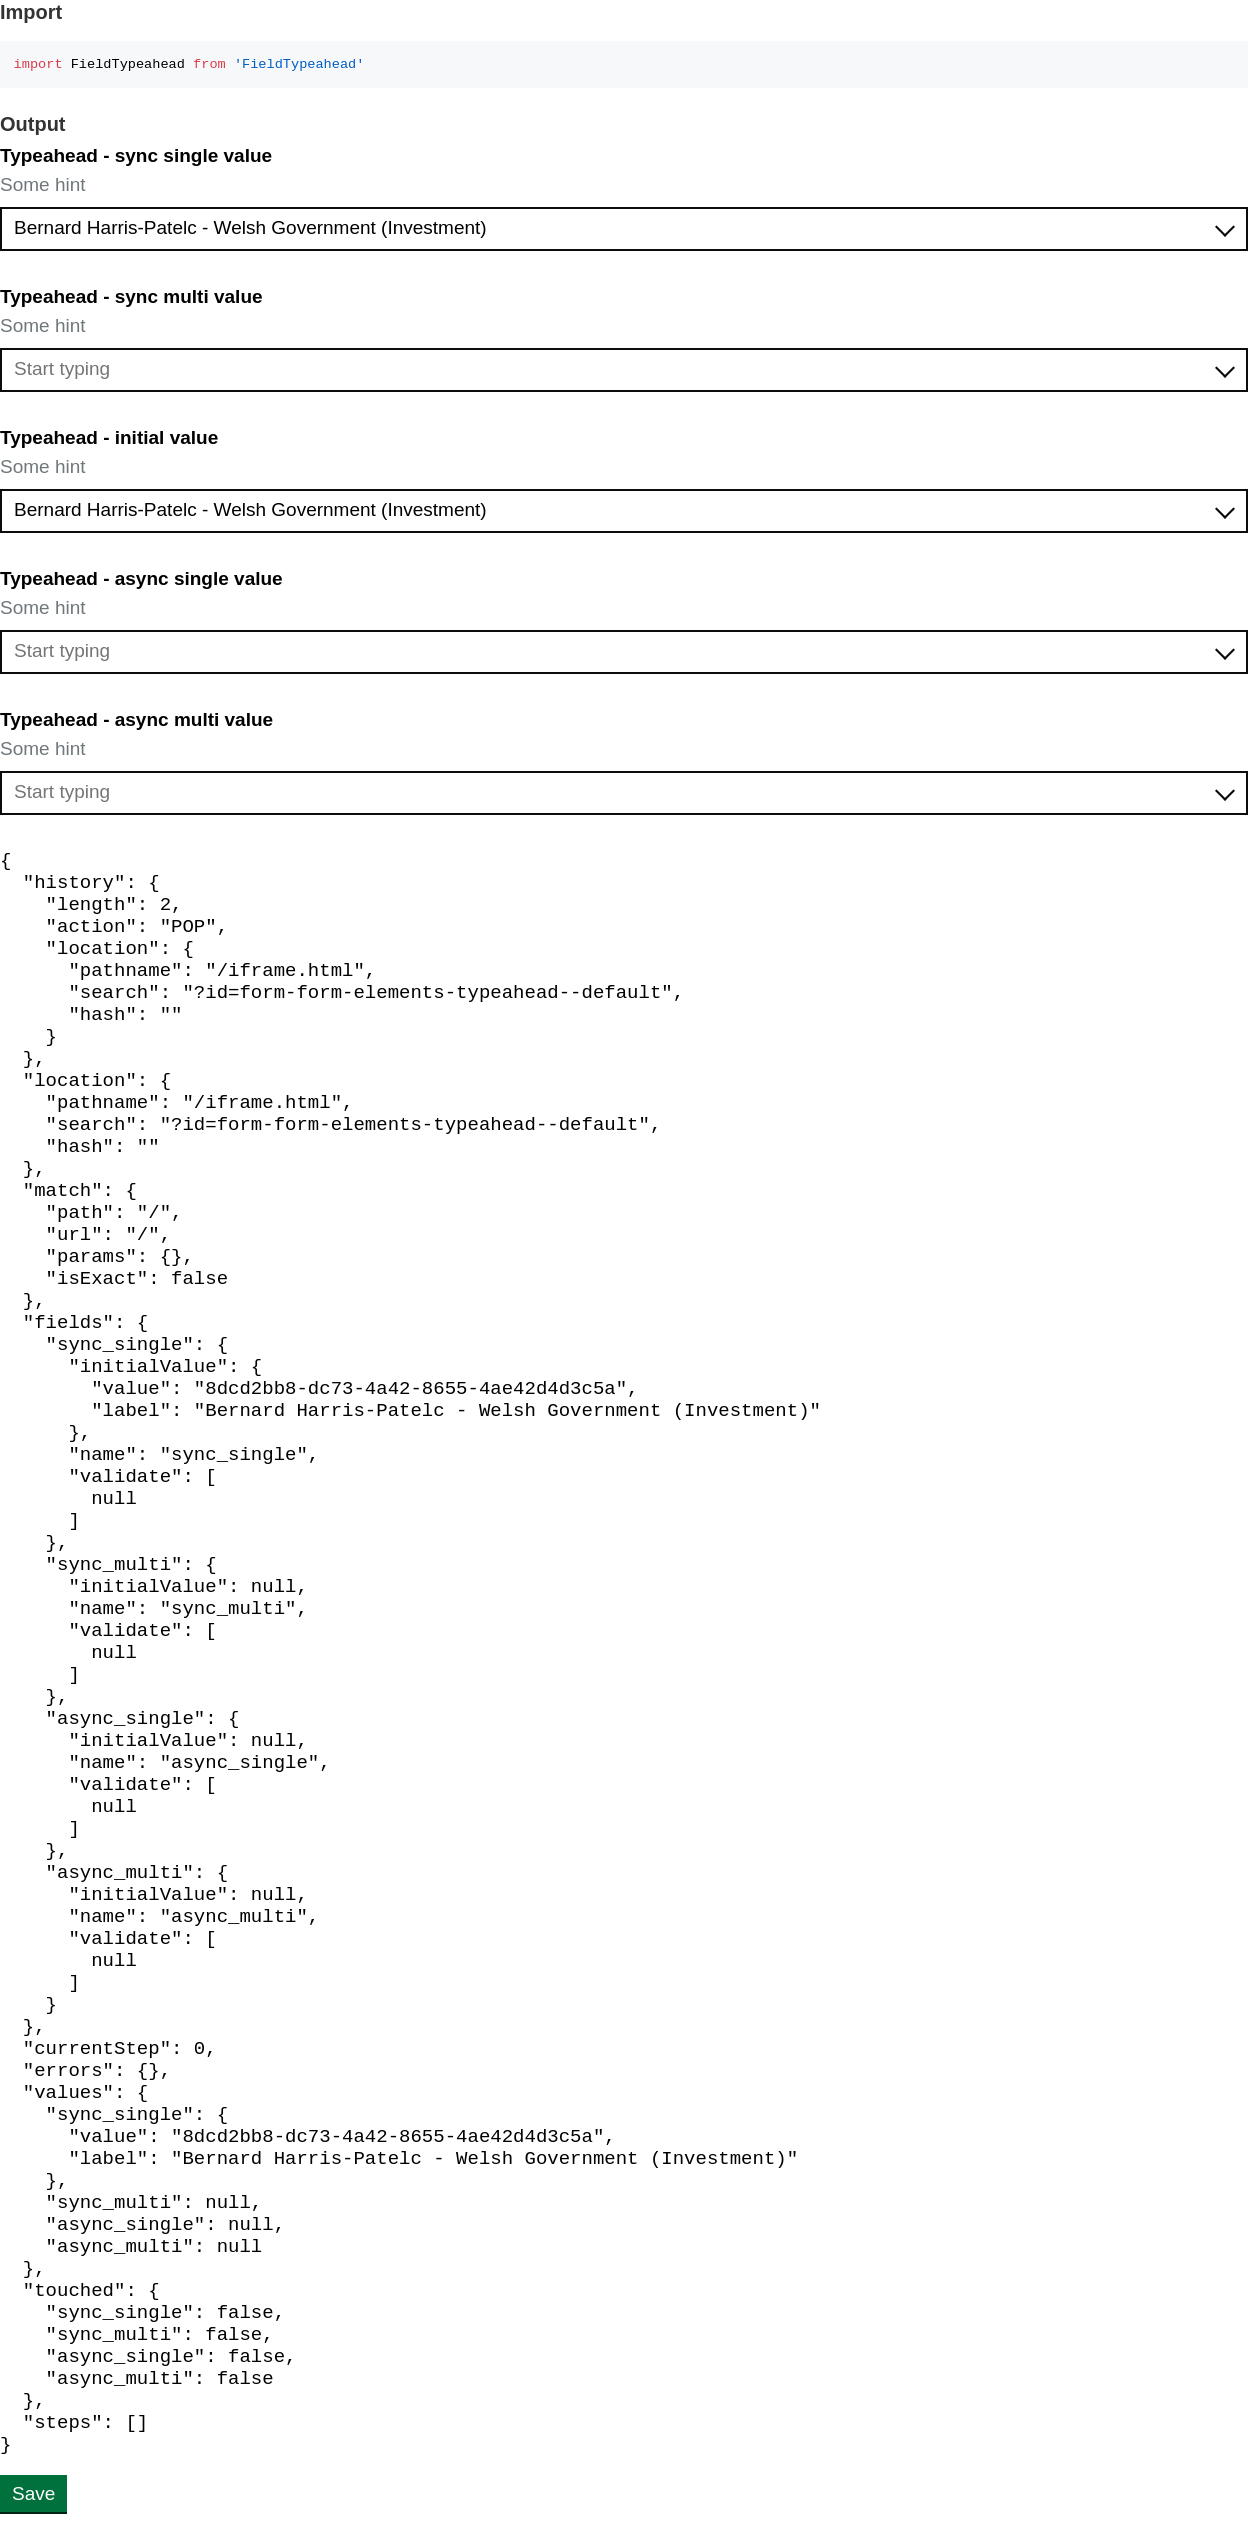 Import
import FieldTypeahead from 'FieldTypeahead'
Output
Typeahead - sync single value
Some hint
Bernard Harris-Patelc - Welsh Government (Investment)
Typeahead - sync multi value
Some hint
Start typing
Typeahead - initial value
Some hint
Bernard Harris-Patelc - Welsh Government (Investment)
Typeahead - async single value
Some hint
Start typing
Typeahead - async multi value
Some hint
Start typing
{
  "history": {
    "length": 2,
    "action": "POP",
    "location": {
      "pathname": "/iframe.html",
      "search": "?id=form-form-elements-typeahead--default",
      "hash": ""
    }
  },
  "location": {
    "pathname": "/iframe.html",
    "search": "?id=form-form-elements-typeahead--default",
    "hash": ""
  },
  "match": {
    "path": "/",
    "url": "/",
    "params": {},
    "isExact": false
  },
  "fields": {
    "sync_single": {
      "initialValue": {
        "value": "8dcd2bb8-dc73-4a42-8655-4ae42d4d3c5a",
        "label": "Bernard Harris-Patelc - Welsh Government (Investment)"
      },
      "name": "sync_single",
      "validate": [
        null
      ]
    },
    "sync_multi": {
      "initialValue": null,
      "name": "sync_multi",
      "validate": [
        null
      ]
    },
    "async_single": {
      "initialValue": null,
      "name": "async_single",
      "validate": [
        null
      ]
    },
    "async_multi": {
      "initialValue": null,
      "name": "async_multi",
      "validate": [
        null
      ]
    }
  },
  "currentStep": 0,
  "errors": {},
  "values": {
    "sync_single": {
      "value": "8dcd2bb8-dc73-4a42-8655-4ae42d4d3c5a",
      "label": "Bernard Harris-Patelc - Welsh Government (Investment)"
    },
    "sync_multi": null,
    "async_single": null,
    "async_multi": null
  },
  "touched": {
    "sync_single": false,
    "sync_multi": false,
    "async_single": false,
    "async_multi": false
  },
  "steps": []
}
Save